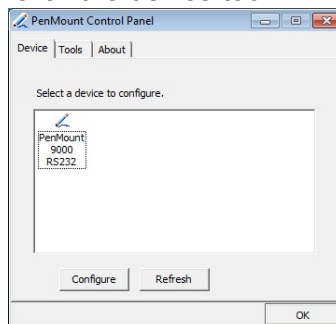 PenMount Control Panel
Device Tools About
Select a device to configure.
PenMount
9000
RS232
Configure Refresh
OK